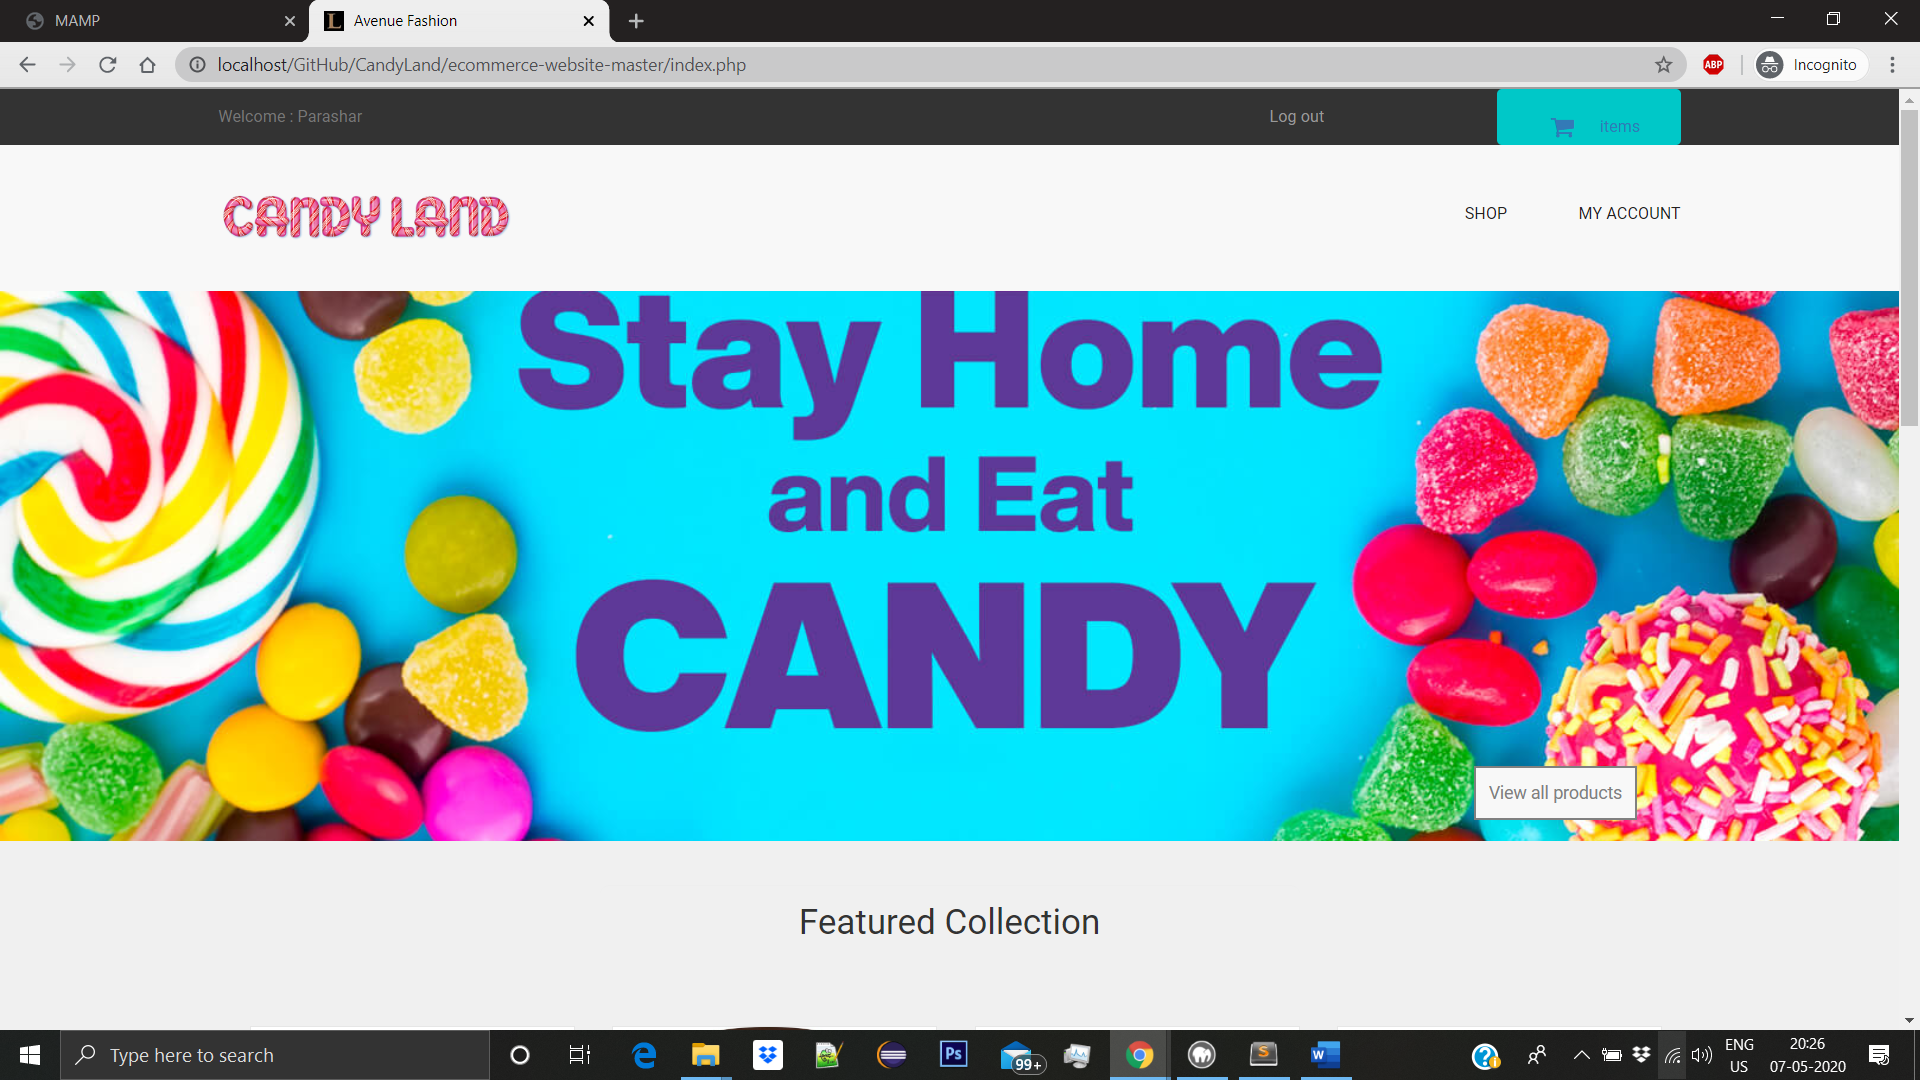 MAMP
Avenue Fashion
localhost/GitHub/CandyLand/ecommerce-website-master/index.php
ABP
Incognito
Welcome : Parashar
Log out
items
CANDY LAND
SHOP
MY ACCOUNT
Stay Home
and Eat
CANDY
View all products
Featured Collection
Type here to search
Ps
99+
S
W
ENG
US
20:26
07-05-2020